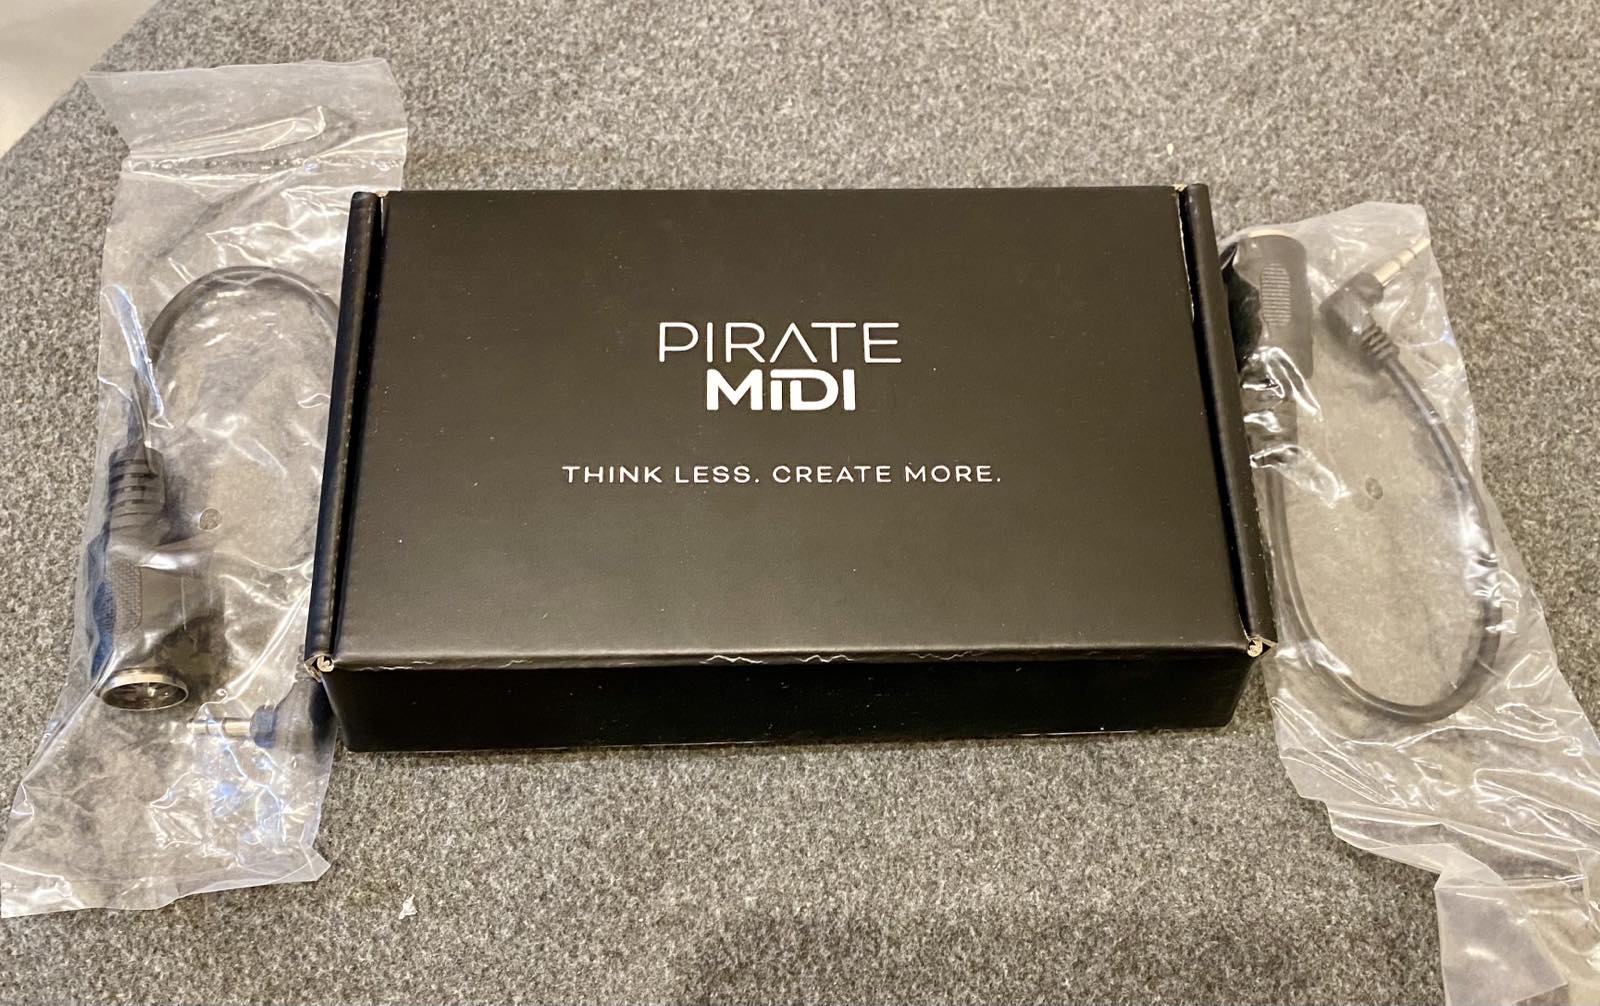 PIRATE
MiDI
THINK LESS. CREATE MORE.